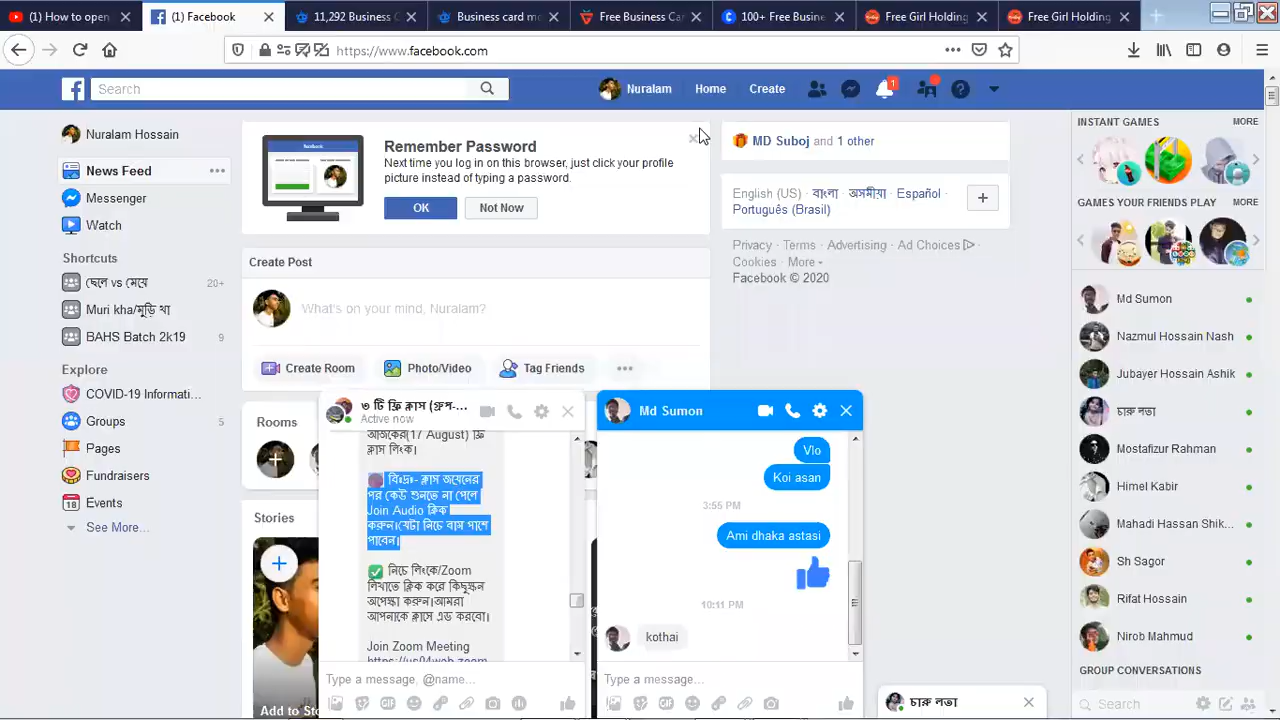 (1) How to open
(1) Facebook
11,292 Business C
Business card mo
Free Business Car
100+ Free Busine
Free Girl Holding
Free Girl Holding
https://www.facebook.com
Search
Nuralam
Home
Create
1
Nuralam Hossain
News Feed
Messenger
Watch
Shortcuts
ছেলে vs মেয়ে
20+
Muri kha/মুড়ি খা
BAHS Batch 2k19
9
Explore
COVID-19 Informati...
Groups
5
Pages
Fundraisers
Events
18
See More...
Remember Password
Next time you log in on this browser, just click your profile
picture instead of typing a password.
OK
Not Now
Create Post
What's on your mind, Nuralam?
Create Room
Photo/Video
Tag Friends
Rooms
Stories
Add to Sto
MD Suboj and 1 other
English (US) · বাংলা · অসমীয়া · Español ·
Português (Brasil)
Privacy · Terms · Advertising · Ad Choices ·
Cookies · More
Facebook © 2020
৩ টি ফ্রি ক্লাস (গ্রুপ-...
Active now
আজকের(17 August) ফ্রি
ক্লাস লিংক।
বিঃদ্রঃ- ক্লাস জয়েনের
পর কেউ শুনতে না পেলে
Join Audio ক্লিক
করুন।যেটা নিচে বাম পাশে
পাবেন।
নিচে লিংকে/Zoom
লিখাতে ক্লিক করে কিছুক্ষন
অপেক্ষা করুন।আমরা
আপনাকে ক্লাসে এড করবো।
Join Zoom Meeting
https://us04web.zoom
Type a message, @name...
Md Sumon
Vlo
Koi asan
3:55 PM
Ami dhaka astasi
10:11 PM
kothai
Type a message...
চারু লতা
INSTANT GAMES
MORE
GAMES YOUR FRIENDS PLAY
MORE
Md Sumon
Nazmul Hossain Nash
Jubayer Hossain Ashik
চারু লতা
Mostafizur Rahman
Himel Kabir
Mahadi Hassan Shik...
Sh Sagor
Rifat Hossain
Nirob Mahmud
GROUP CONVERSATIONS
Search